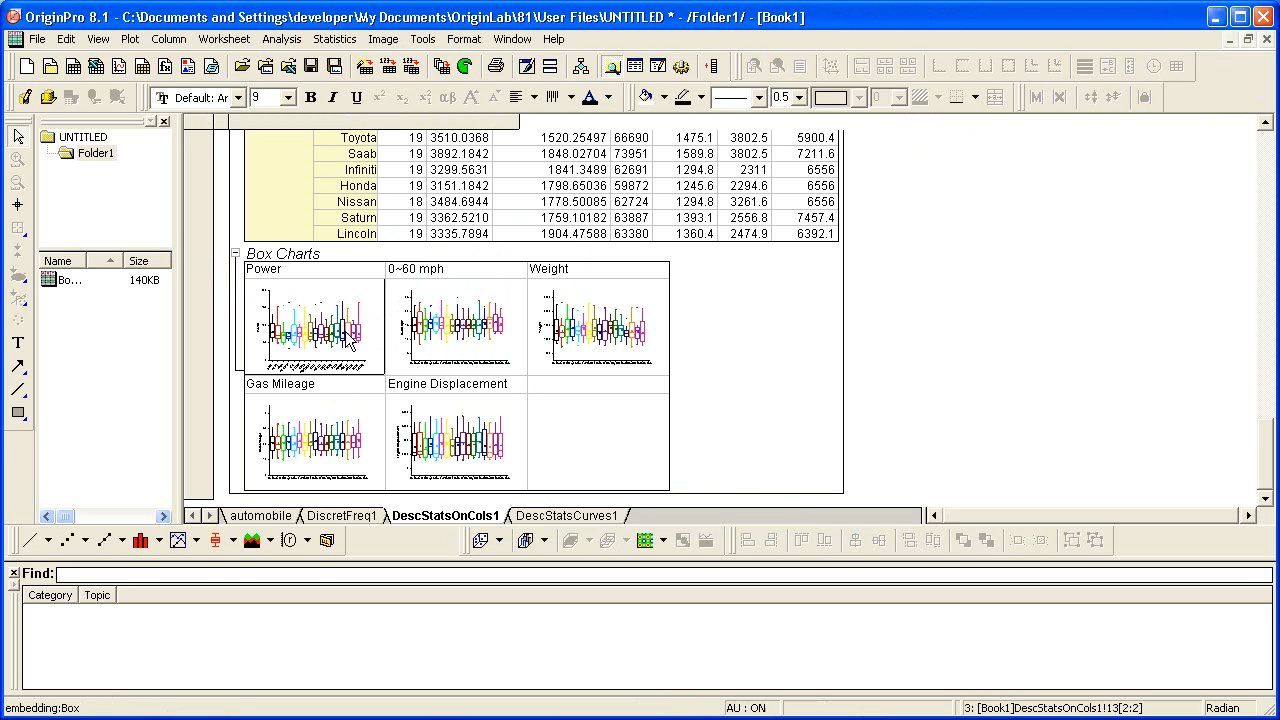 OriginPro 8.1 - C:\Documents and Settings\developer\My Documents\OriginLab\81\User Files\UNTITLED * - /Folder1/ - [Book1]
File Edit View Plot Column Worksheet Analysis Statistics Image Tools Format Window Help
Default: Ar 9 B I U 0.5 0
UNTITLED
Folder1
Name Size
Bo... 140KB
Toyota 19 3510.0368 1520.25497 66690 1475.1 3802.5 5900.4
Saab 19 3892.1842 1848.02704 73951 1589.8 3802.5 7211.6
Infiniti 19 3299.5631 1841.3489 62691 1294.8 2311 6556
Honda 19 3151.1842 1798.65036 59872 1245.6 2294.6 6556
Nissan 18 3484.6944 1778.50085 62724 1294.8 3261.6 6556
Saturn 19 3362.5210 1759.10182 63887 1393.1 2556.8 7457.4
Lincoln 19 3335.7894 1904.47588 63380 1360.4 2474.9 6392.1
Box Charts
Power 0~60 mph Weight
Gas Mileage Engine Displacement
automobile DiscretFreq1 DescStatsOnCols1 DescStatsCurves1
Find:
Category Topic
embedding:Box AU : ON 3: [Book1]DescStatsOnCols1!13[2:2] Radian